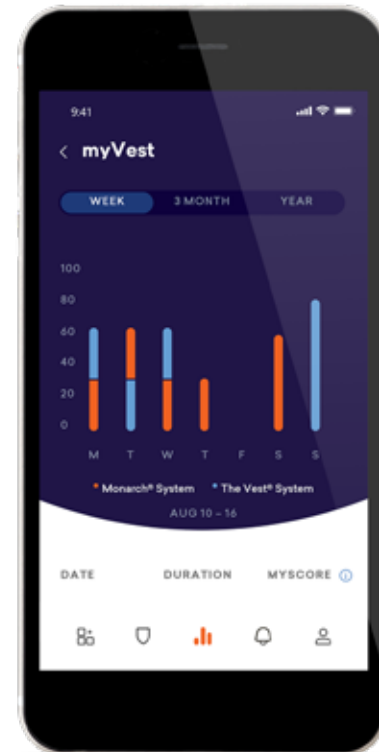 9:41
myVest
WEEK 3 MONTH YEAR
100
80
60
40
20
0
M T W T F S S
Monarch® System The Vest® System
AUG 10 – 16
DATE DURATION MYSCORE